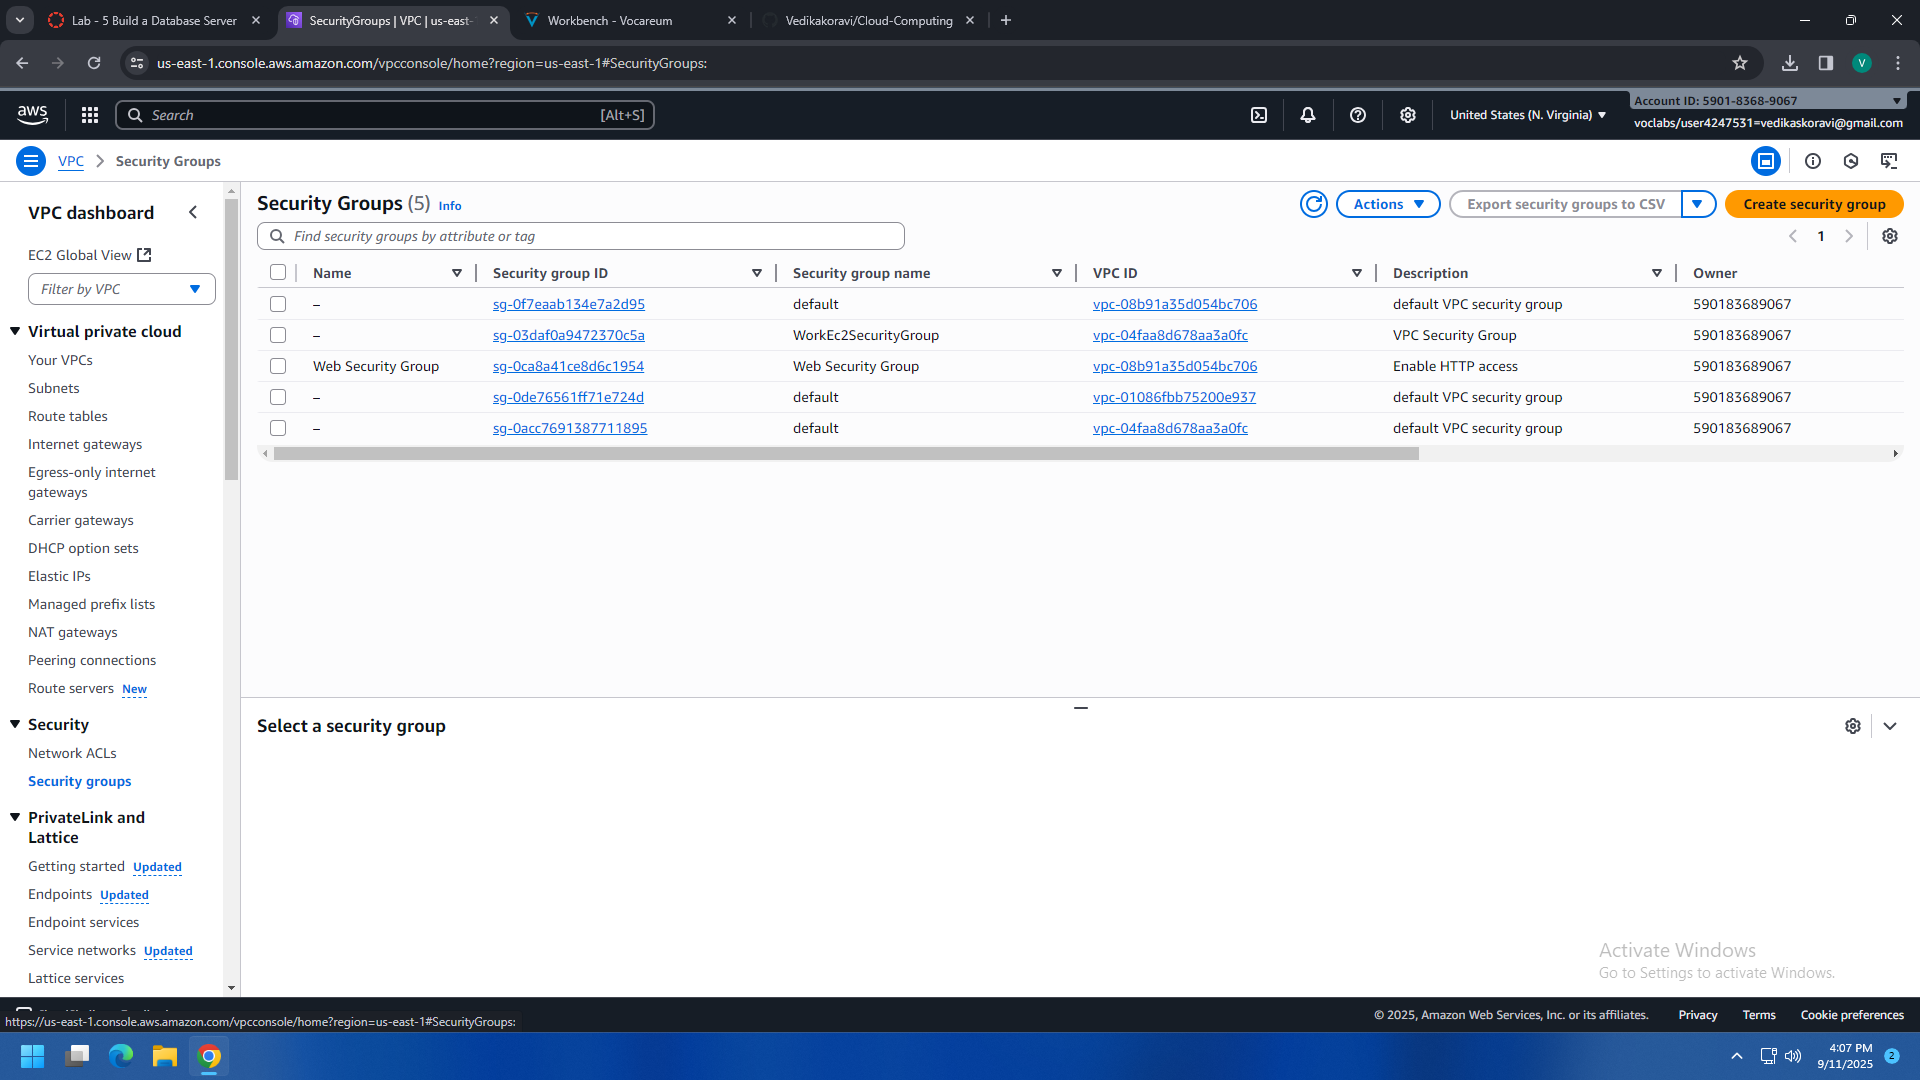 Lab - 5 Build a Database Server
SecurityGroups | VPC | us-east-
Workbench - Vocareum
Vedikakoravi/Cloud-Computing
us-east-1.console.aws.amazon.com/vpcconsole/home?region=us-east-1#SecurityGroups:
V
aws
Search
[Alt+S]
United States (N. Virginia)
Account ID: 5901-8368-9067
voclabs/user4247531=vedikaskoravi@gmail.com
VPC
Security Groups
VPC dashboard
EC2 Global View
Filter by VPC
Virtual private cloud
Your VPCs
Subnets
Route tables
Internet gateways
Egress-only internet
gateways
Carrier gateways
DHCP option sets
Elastic IPs
Managed prefix lists
NAT gateways
Peering connections
Route servers New
Security
Network ACLs
Security groups
PrivateLink and
Lattice
Getting started Updated
Endpoints Updated
Endpoint services
Service networks Updated
Lattice services
Security Groups (5) Info
Actions
Export security groups to CSV
Create security group
Find security groups by attribute or tag
1
Name Security group ID Security group name VPC ID Description Owner
– sg-0f7eaab134e7a2d95 default vpc-08b91a35d054bc706 default VPC security group 590183689067
– sg-03daf0a9472370c5a WorkEc2SecurityGroup vpc-04faa8d678aa3a0fc VPC Security Group 590183689067
Web Security Group sg-0ca8a41ce8d6c1954 Web Security Group vpc-08b91a35d054bc706 Enable HTTP access 590183689067
– sg-0de76561ff71e724d default vpc-01086fbb75200e937 default VPC security group 590183689067
– sg-0acc7691387711895 default vpc-04faa8d678aa3a0fc default VPC security group 590183689067
Select a security group
Activate Windows
Go to Settings to activate Windows.
https://us-east-1.console.aws.amazon.com/vpcconsole/home?region=us-east-1#SecurityGroups:
© 2025, Amazon Web Services, Inc. or its affiliates.
Privacy
Terms
Cookie preferences
4:07 PM
9/11/2025
2